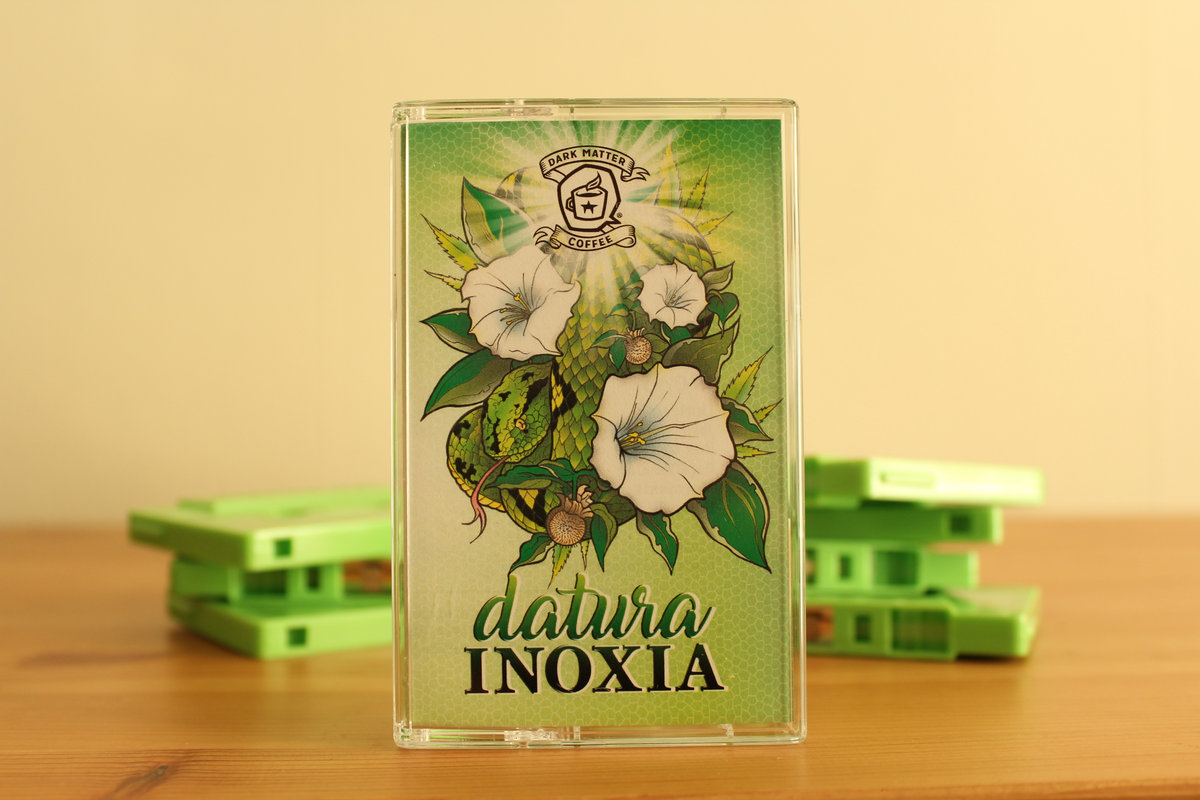 DARK MATTER
COFFEE
®
datura
INOXIA